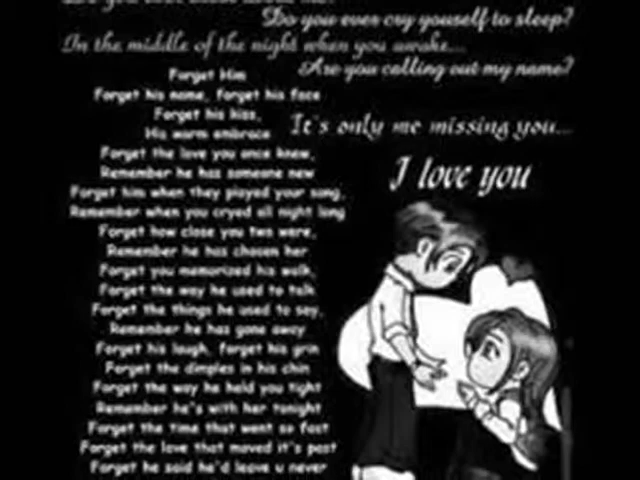 Do you ever cry youself to sleep?
In the middle of the night when you awake...
Are you calling out my name?
It's only me missing you...
I love you
Forget Him
Forget his name, forget his face
Forget his kiss,
His warm embrace
Forget the love you once knew,
Remember he has someone new
Forget him when they played your song,
Remember when you cryed all night long
Forget how close you two were,
Remember he has chosen her
Forget you memorized his walk,
Forget the way he used to talk
Forget the things he used to say,
Remember he has gone away
Forget his laugh, forget his grin
Forget the dimples in his chin
Forget the way he held you tight
Remember he's with her tonight
Forget the time that went so fast
Forget the love that moved it's past
Forget he said he'd leave u never